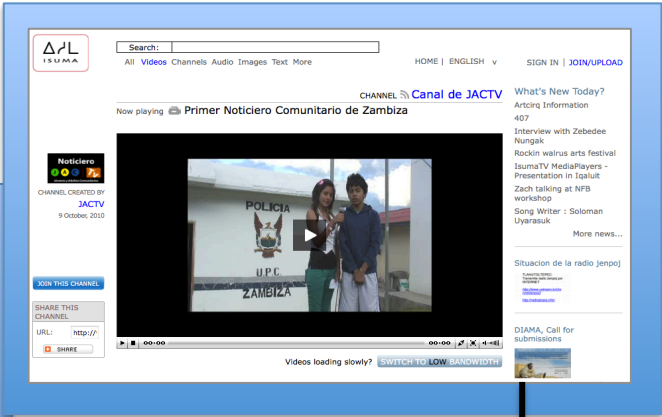 ᐃᓱᒪ
ISUMA
Search:
All Videos Channels Audio Images Text More
HOME | ENGLISH v
SIGN IN | JOIN/UPLOAD
CHANNEL Canal de JACTV
Now playing Primer Noticiero Comunitario de Zambiza
Noticiero
J A C
CHANNEL CREATED BY
JACTV
9 October, 2010
JOIN THIS CHANNEL
SHARE THIS
CHANNEL
URL: http://
SHARE
POLICIA
U.P.C.
ZAMBIZA
00:00 00:00
Videos loading slowly? SWITCH TO LOW BANDWIDTH
What's New Today?
Artcirq Information
407
Interview with Zebedee
Nungak
Rockin walrus arts festival
IsumaTV MediaPlayers -
Presentation in Iqaluit
Zach talking at NFB
workshop
Song Writer : Soloman
Uyarasuk
More news...
Situacion de la radio jenpoj
DIAMA, Call for
submissions